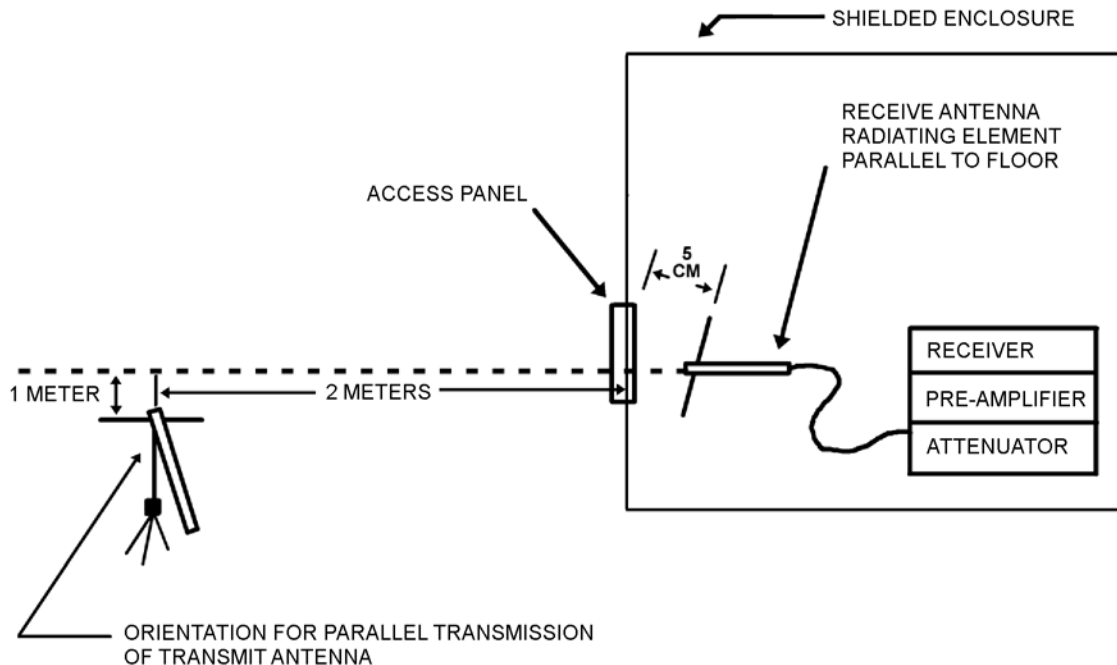 SHIELDED ENCLOSURE
RECEIVE ANTENNA
RADIATING ELEMENT
PARALLEL TO FLOOR
ACCESS PANEL
5
CM
1 METER
2 METERS
RECEIVER
PRE-AMPLIFIER
ATTENUATOR
ORIENTATION FOR PARALLEL TRANSMISSION
OF TRANSMIT ANTENNA